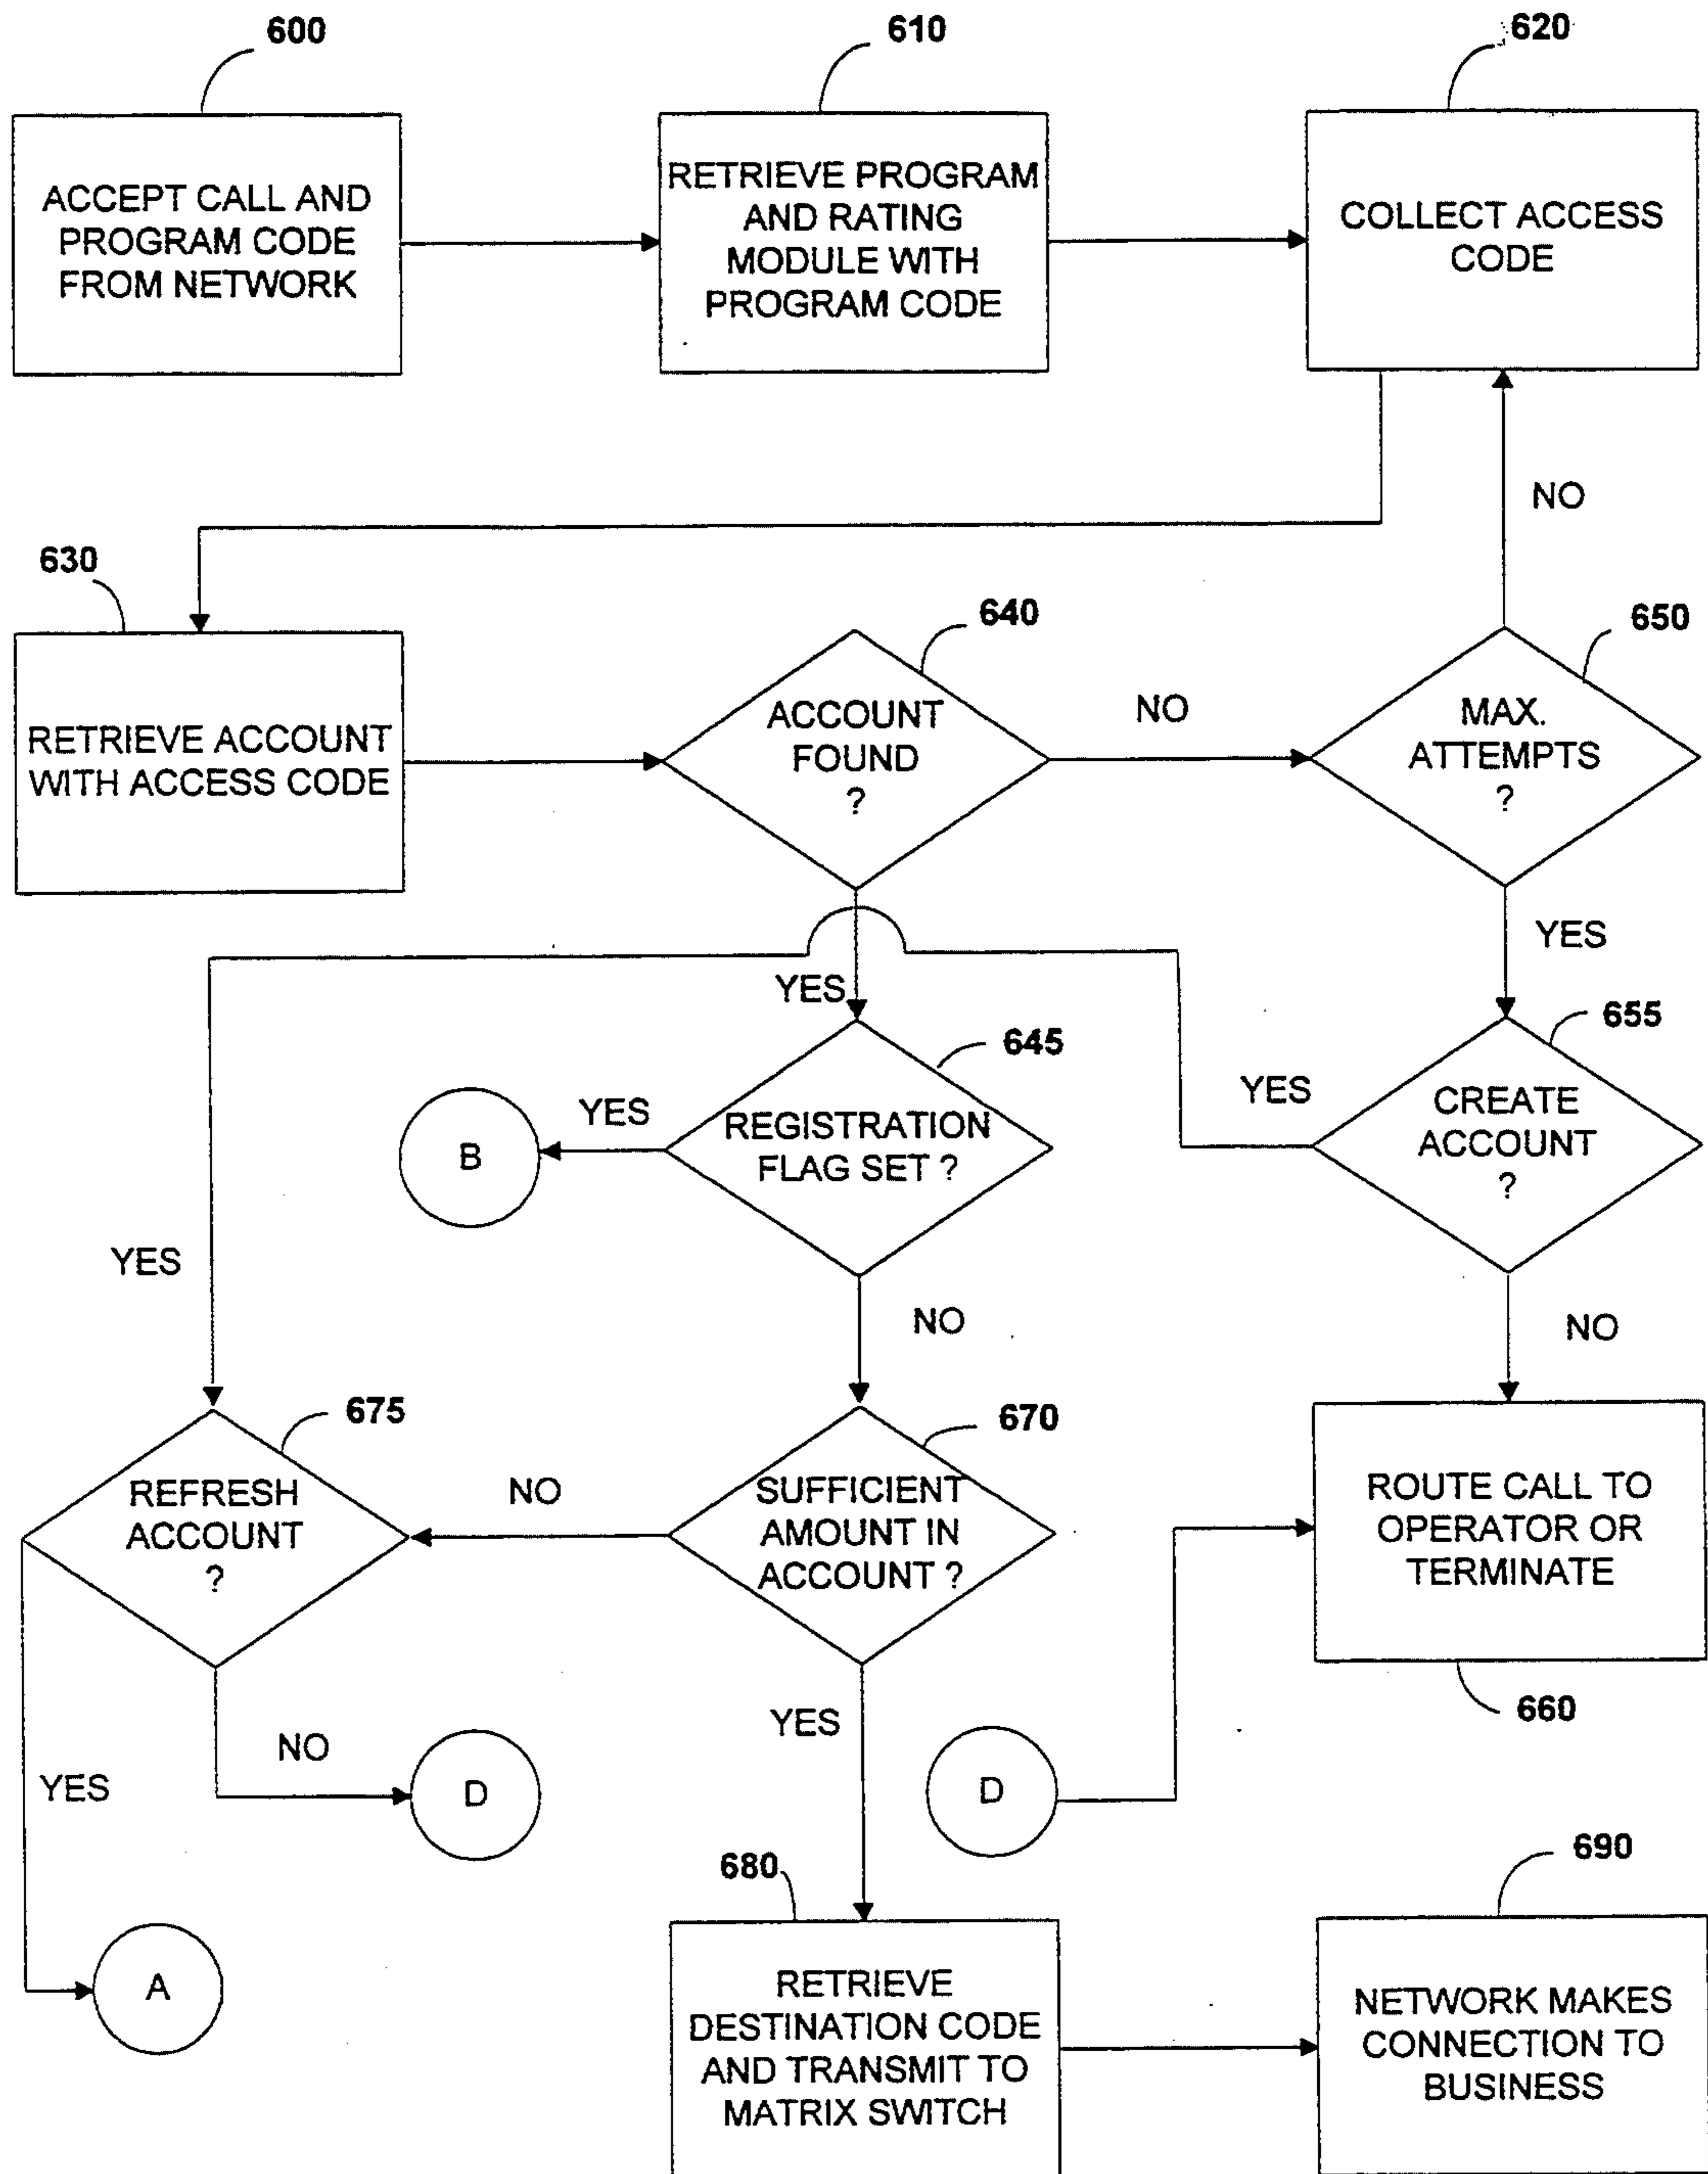 600
610
620
ACCEPT CALL AND
PROGRAM CODE
FROM NETWORK
RETRIEVE PROGRAM
AND RATING
MODULE WITH
PROGRAM CODE
COLLECT ACCESS
CODE
NO
630
640
650
RETRIEVE ACCOUNT
WITH ACCESS CODE
ACCOUNT
FOUND
?
NO
MAX.
ATTEMPTS
?
YES
YES
645
655
B
YES
REGISTRATION
FLAG SET ?
YES
CREATE
ACCOUNT
?
YES
NO
NO
675
670
REFRESH
ACCOUNT
?
NO
SUFFICIENT
AMOUNT IN
ACCOUNT ?
ROUTE CALL TO
OPERATOR OR
TERMINATE
660
YES
NO
YES
D
D
680
690
A
RETRIEVE
DESTINATION CODE
AND TRANSMIT TO
MATRIX SWITCH
NETWORK MAKES
CONNECTION TO
BUSINESS